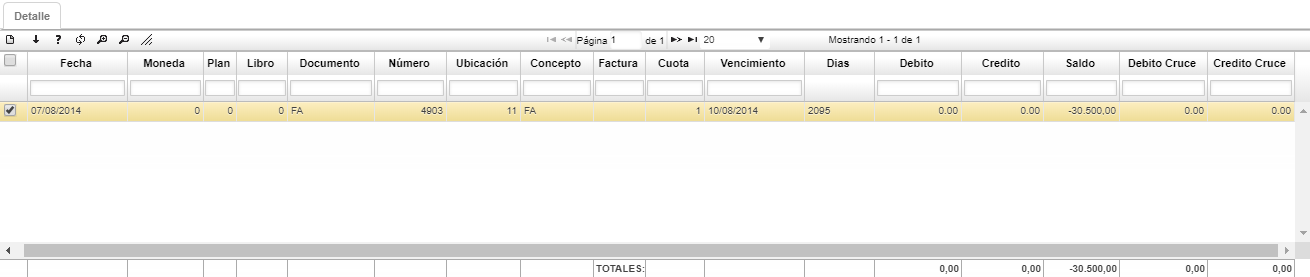 Detalle
? Página 1 de 1 20 Mostrando 1 - 1 de 1
Fecha Moneda Plan Libro Documento Número Ubicación Concepto Factura Cuota Vencimiento Dias Debito Credito Saldo Debito Cruce Credito Cruce
07/08/2014 0 0 0 FA 4903 11 FA 1 10/08/2014 2095 0.00 0.00 -30.500,00 0.00 0.00
TOTALES: 0,00 0,00 -30.500,00 0,00 0,00